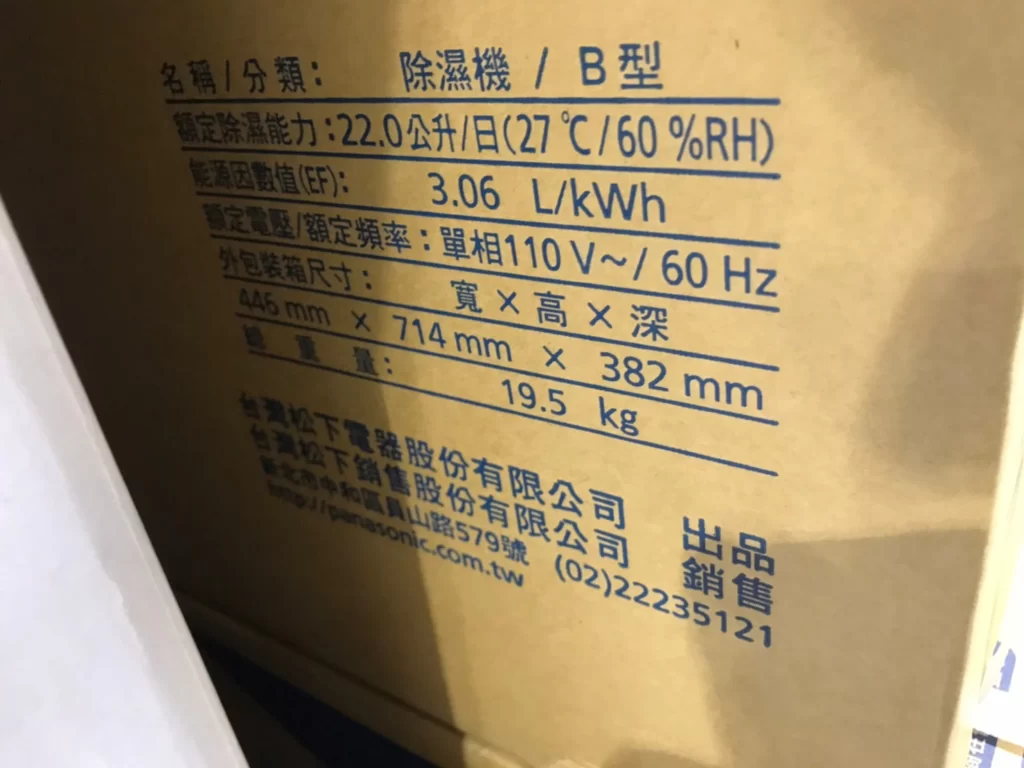 名稱/分類: 除濕機 / B型
額定除濕能力:22.0公升/日(27℃/60%RH)
能源因數值(EF): 3.06 L/kWh
額定電壓/額定頻率:單相110V~/60Hz
外包裝箱尺寸: 寬×高×深
446 mm × 714 mm × 382 mm
總重量: 19.5 kg
台灣松下電器股份有限公司 出品
台灣松下銷售股份有限公司 銷售
新北市中和區員山路579號 (02)22235121
http://panasonic.com.tw